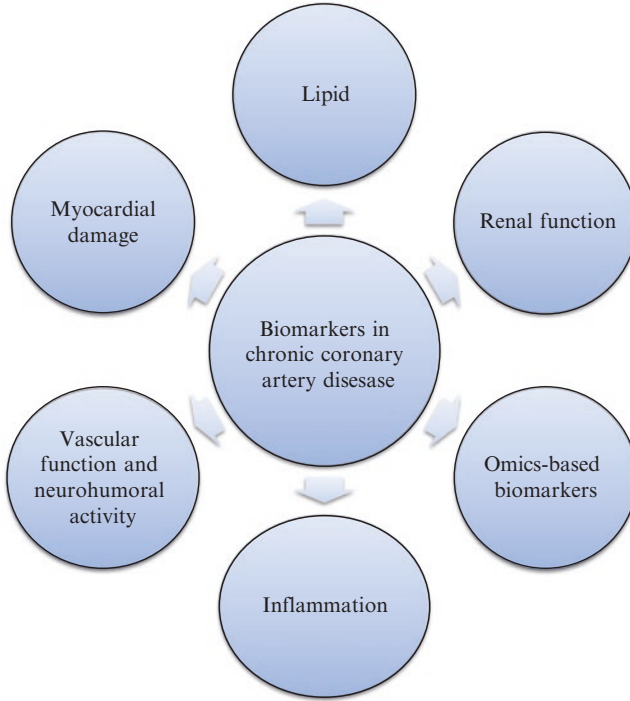 Lipid
Myocardial
damage
Renal function
Biomarkers in
chronic coronary
artery disesase
Vascular
function and
neurohumoral
activity
Omics-based
biomarkers
Inflammation